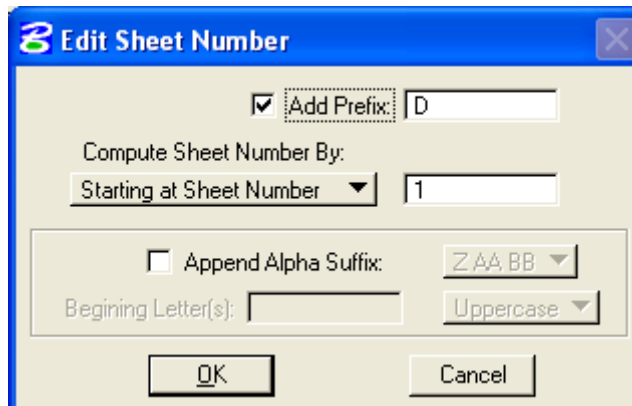 Edit Sheet Number
Add Prefix: D
Compute Sheet Number By:
Starting at Sheet Number 1
Append Alpha Suffix: Z AA BB
Begining Letter(s): Uppercase
OK Cancel